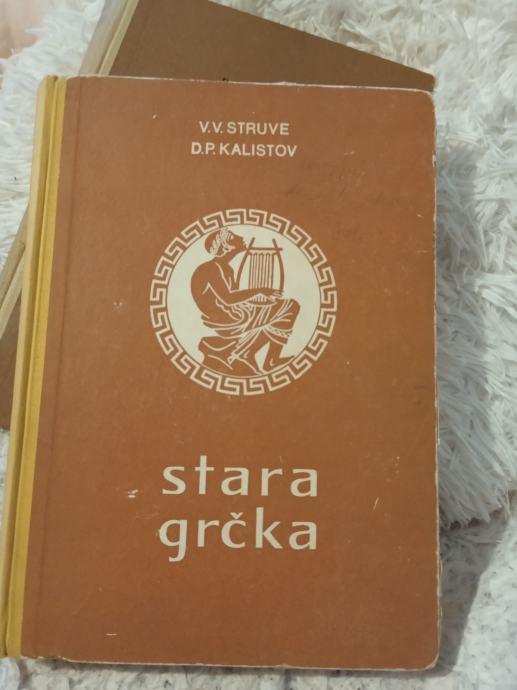 V.V. STRUVE
D.P. KALISTOV
stara
grčka